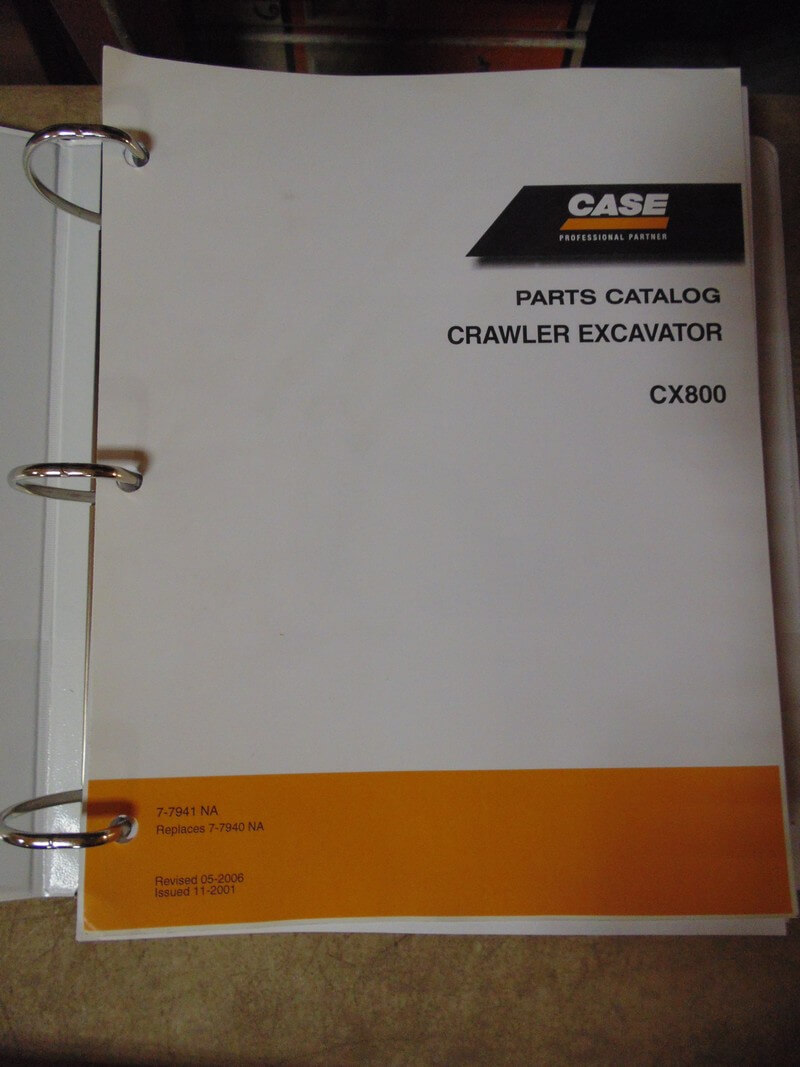 CASE
PROFESSIONAL PARTNER
PARTS CATALOG
CRAWLER EXCAVATOR
CX800
7-7941 NA
Replaces 7-7940 NA
Revised 05-2006
Issued 11-2001